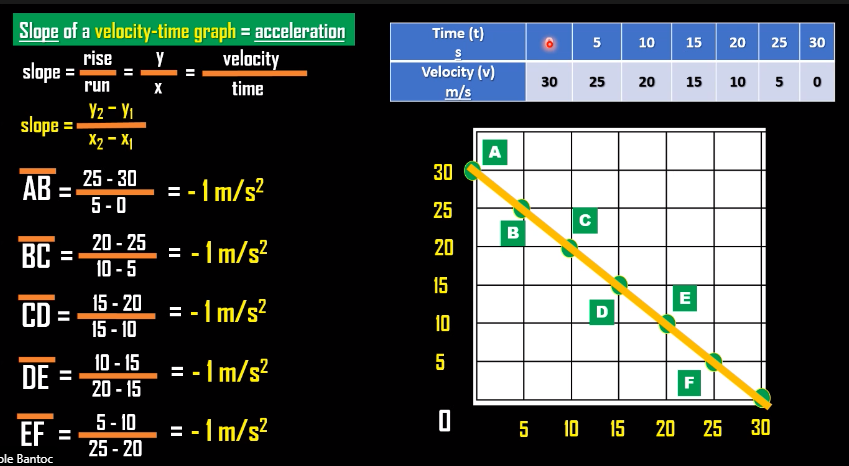 Slope of a velocity-time graph = acceleration
slope = rise / run = y / x = velocity / time
slope = y₂ - y₁ / x₂ - x₁
AB = 25 - 30 / 5 - 0 = - 1 m/s²
BC = 20 - 25 / 10 - 5 = - 1 m/s²
CD = 15 - 20 / 15 - 10 = - 1 m/s²
DE = 10 - 15 / 20 - 15 = - 1 m/s²
EF = 5 - 10 / 25 - 20 = - 1 m/s²
ple Bantoc
Time (t) s 0 5 10 15 20 25 30
Velocity (v) m/s 30 25 20 15 10 5 0
A
B
C
D
E
F
30
25
20
15
10
5
0
5 10 15 20 25 30